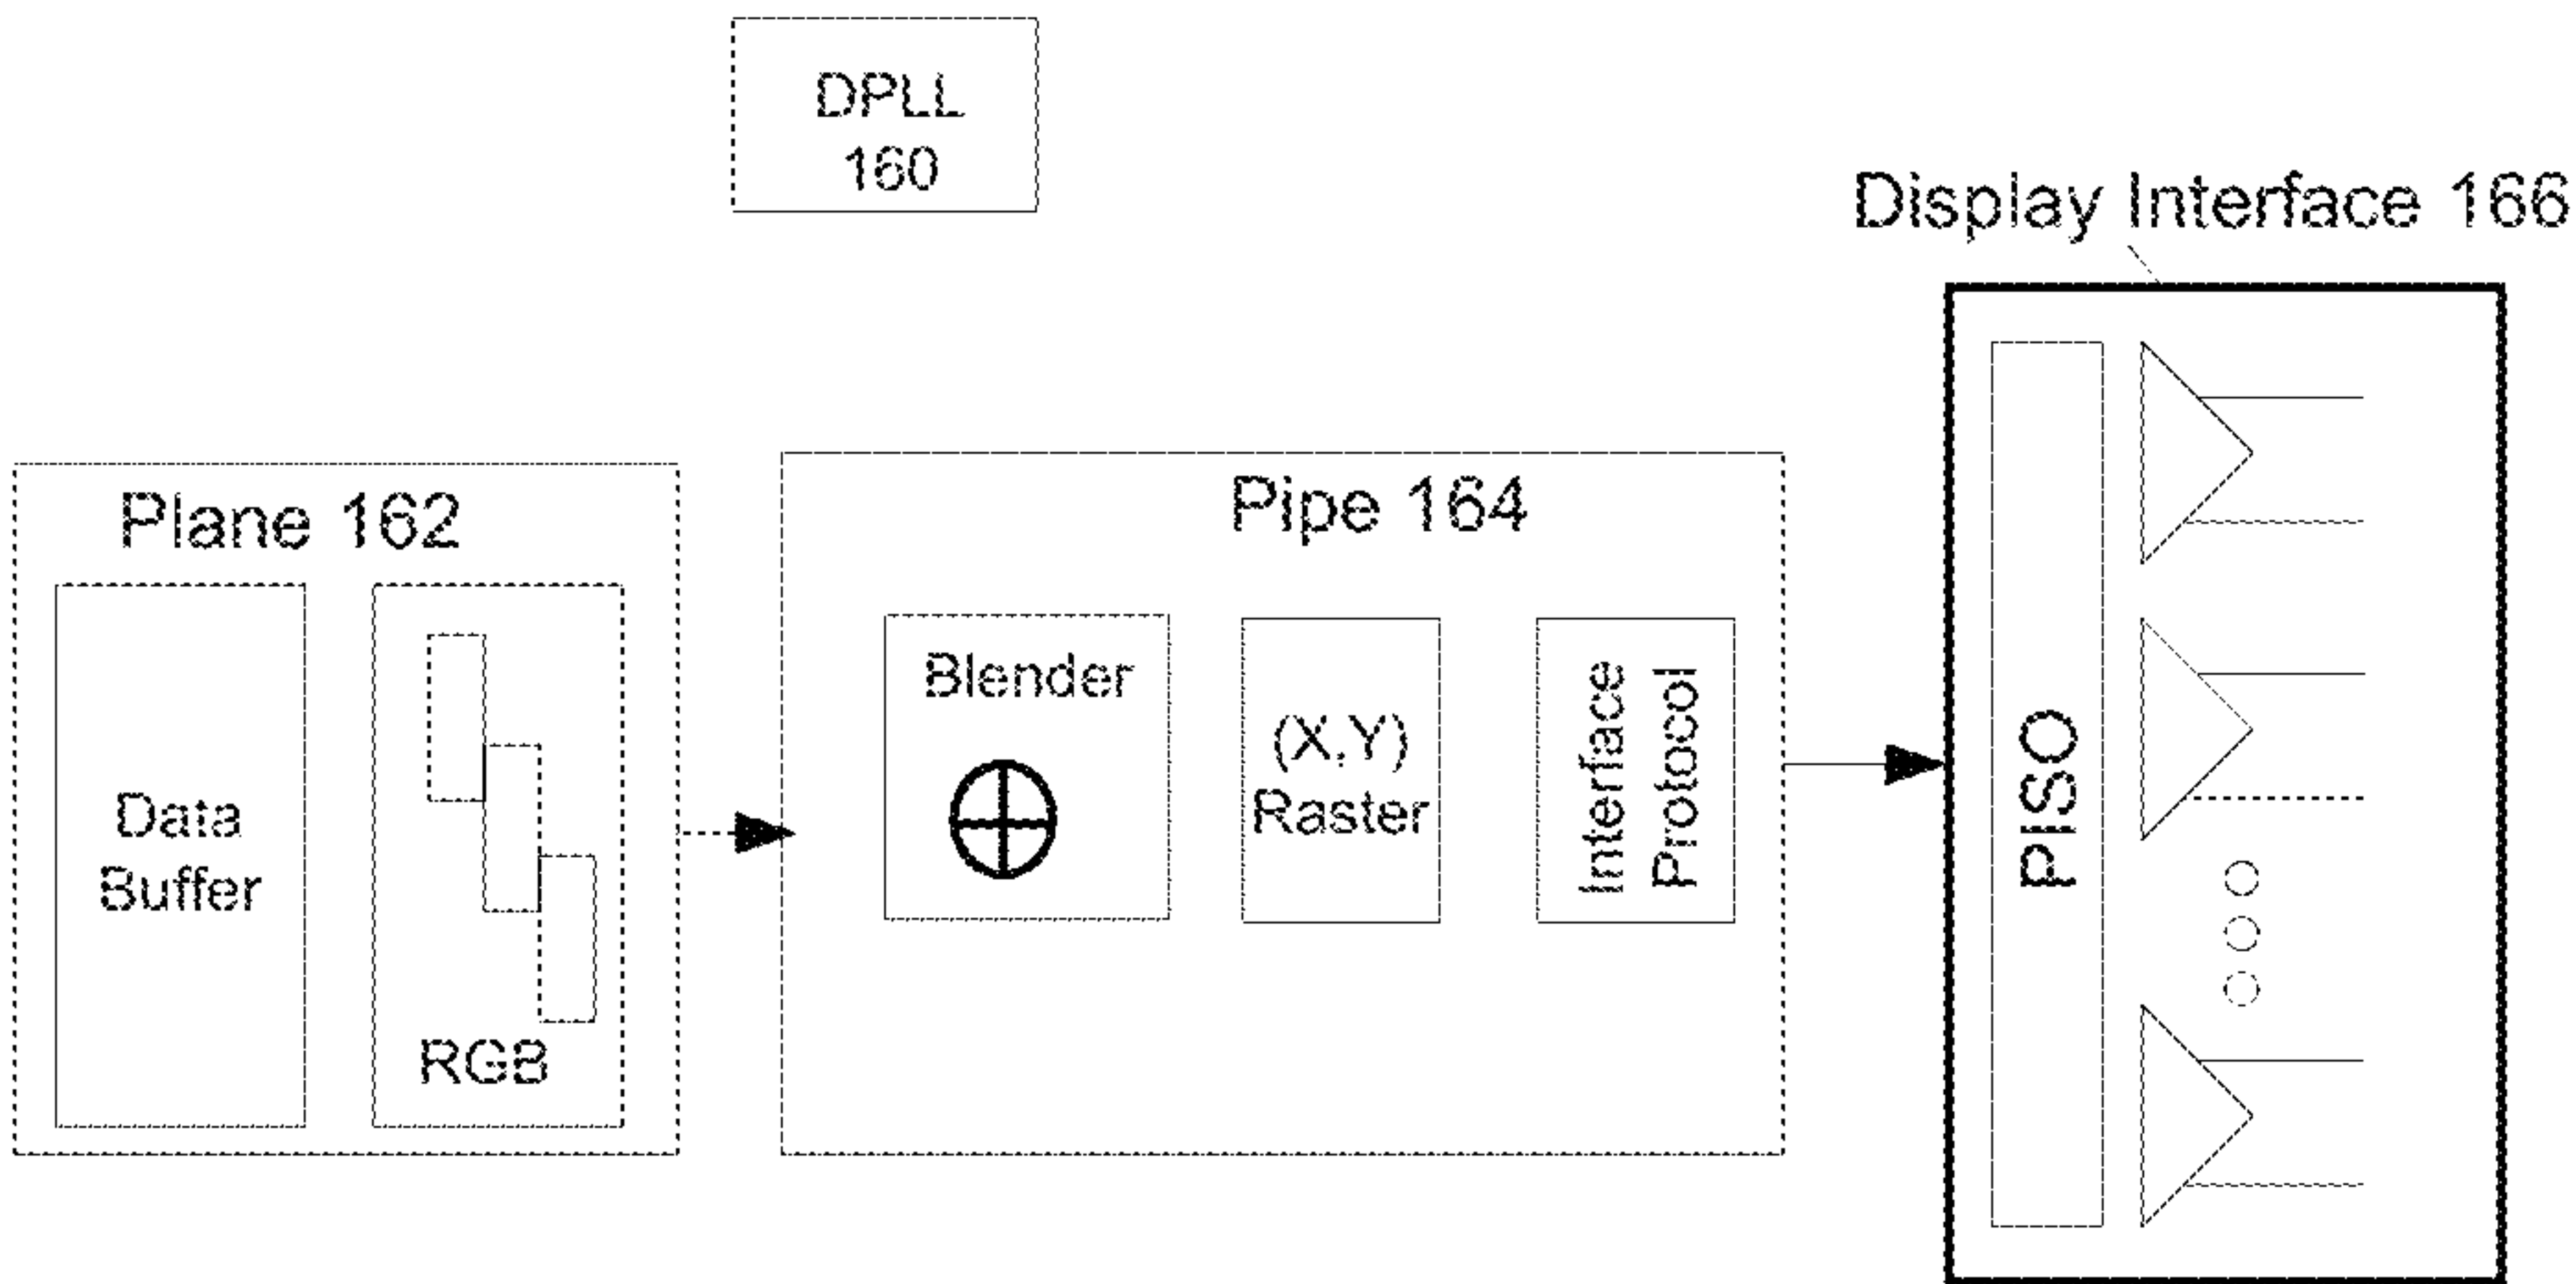 DPLL
160
Display Interface 166
Plane 162
Data
Buffer
RGB
Pipe 164
Blender
(X,Y)
Raster
Interface
Protocol
PISO